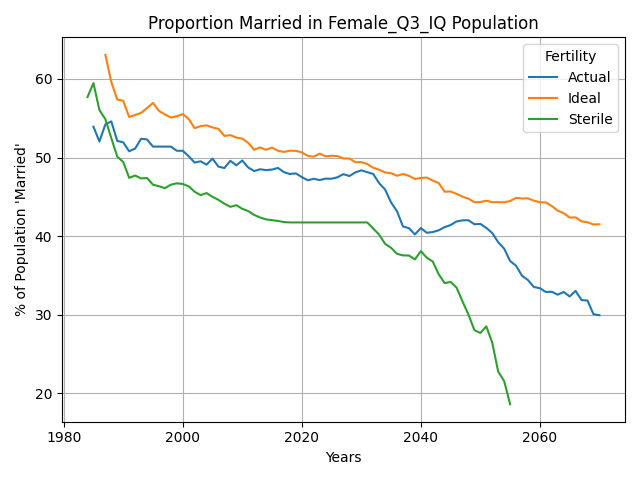 Proportion Married in Female_Q3_IQ Population
% of Population 'Married'
60
50
40
30
20
Fertility
Actual
Ideal
Sterile
1980
2000
2020
2040
2060
Years